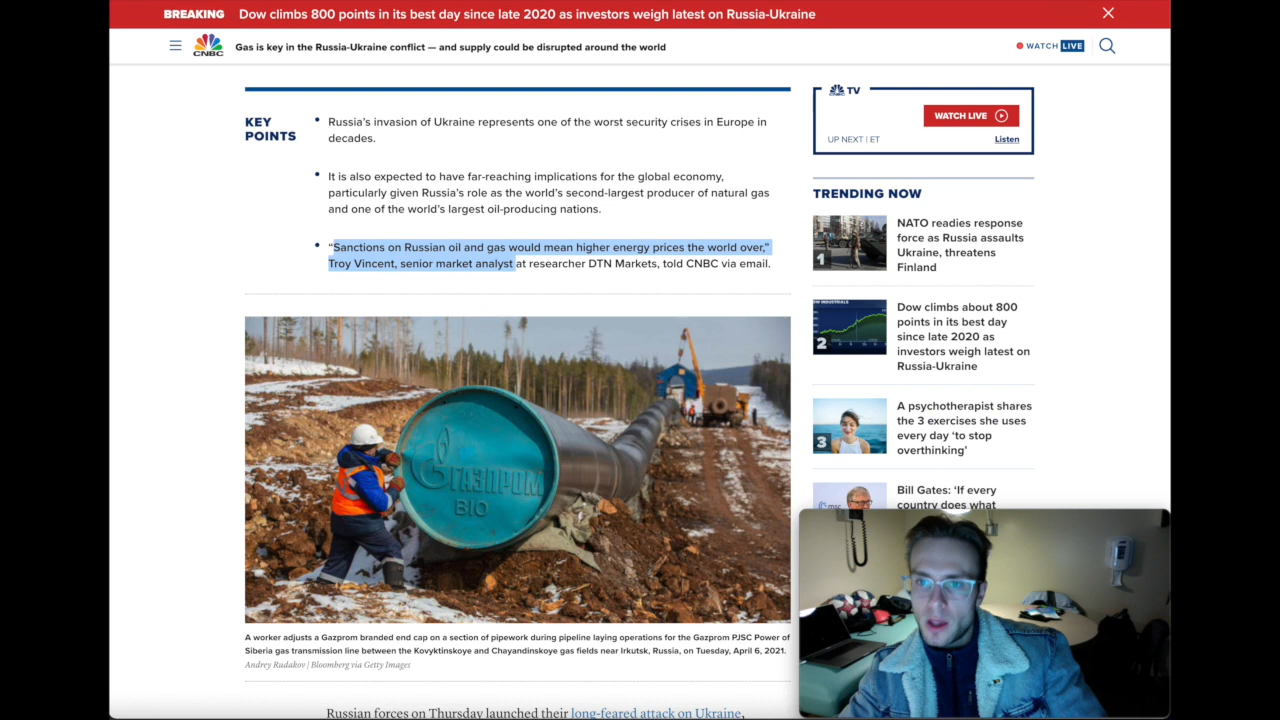 BREAKING Dow climbs 800 points in its best day since late 2020 as investors weigh latest on Russia-Ukraine
CNBC Gas is key in the Russia-Ukraine conflict — and supply could be disrupted around the world
WATCH LIVE
KEY
POINTS
Russia’s invasion of Ukraine represents one of the worst security crises in Europe in
decades.
It is also expected to have far-reaching implications for the global economy,
particularly given Russia’s role as the world’s second-largest producer of natural gas
and one of the world’s largest oil-producing nations.
“Sanctions on Russian oil and gas would mean higher energy prices the world over,”
Troy Vincent, senior market analyst at researcher DTN Markets, told CNBC via email.
ГАЗПРОМ
BIO
A worker adjusts a Gazprom branded end cap on a section of pipework during pipeline laying operations for the Gazprom PJSC Power of
Siberia gas transmission line between the Kovyktinskoye and Chayandinskoye gas fields near Irkutsk, Russia, on Tuesday, April 6, 2021.
Andrey Rudakov | Bloomberg via Getty Images
Russian forces on Thursday launched their long-feared attack on Ukraine,
TV
WATCH LIVE
UP NEXT | ET
Listen
TRENDING NOW
1
NATO readies response
force as Russia assaults
Ukraine, threatens
Finland
2
Dow climbs about 800
points in its best day
since late 2020 as
investors weigh latest on
Russia-Ukraine
3
A psychotherapist shares
the 3 exercises she uses
every day ‘to stop
overthinking’
Bill Gates: ‘If every
country does what